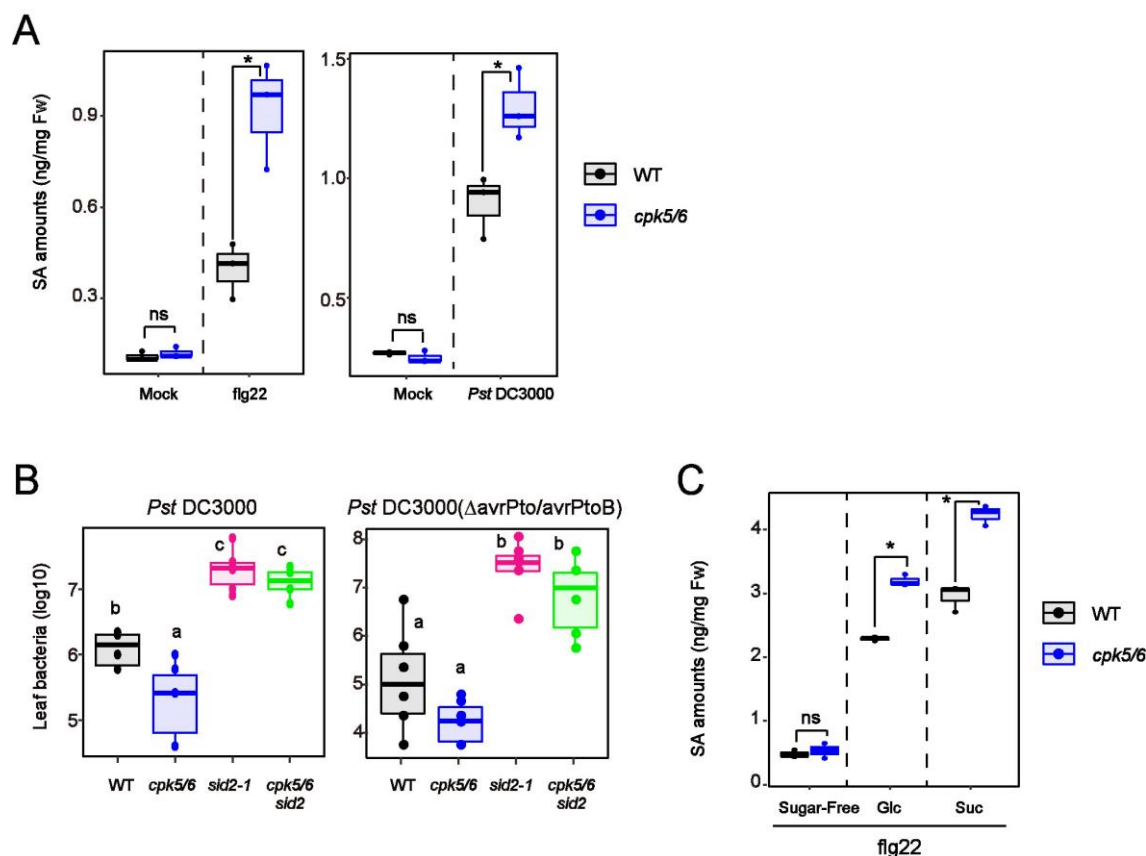 A
SA amounts (ng/mg Fw)
0.9
0.6
0.3
*
ns
Mock
flg22
1.5
1.0
0.5
*
ns
Mock
Pst DC3000
WT
cpk5/6
B
Pst DC3000
Leaf bacteria (log10)
7
6
5
b
a
c
c
WT
cpk5/6
sid2-1
cpk5/6
sid2
Pst DC3000(ΔavrPto/avrPtoB)
8
7
6
5
4
a
a
b
b
WT
cpk5/6
sid2-1
cpk5/6
sid2
C
SA amounts (ng/mg Fw)
4
3
2
1
0
ns
*
*
Sugar-Free
Glc
Suc
flg22
WT
cpk5/6